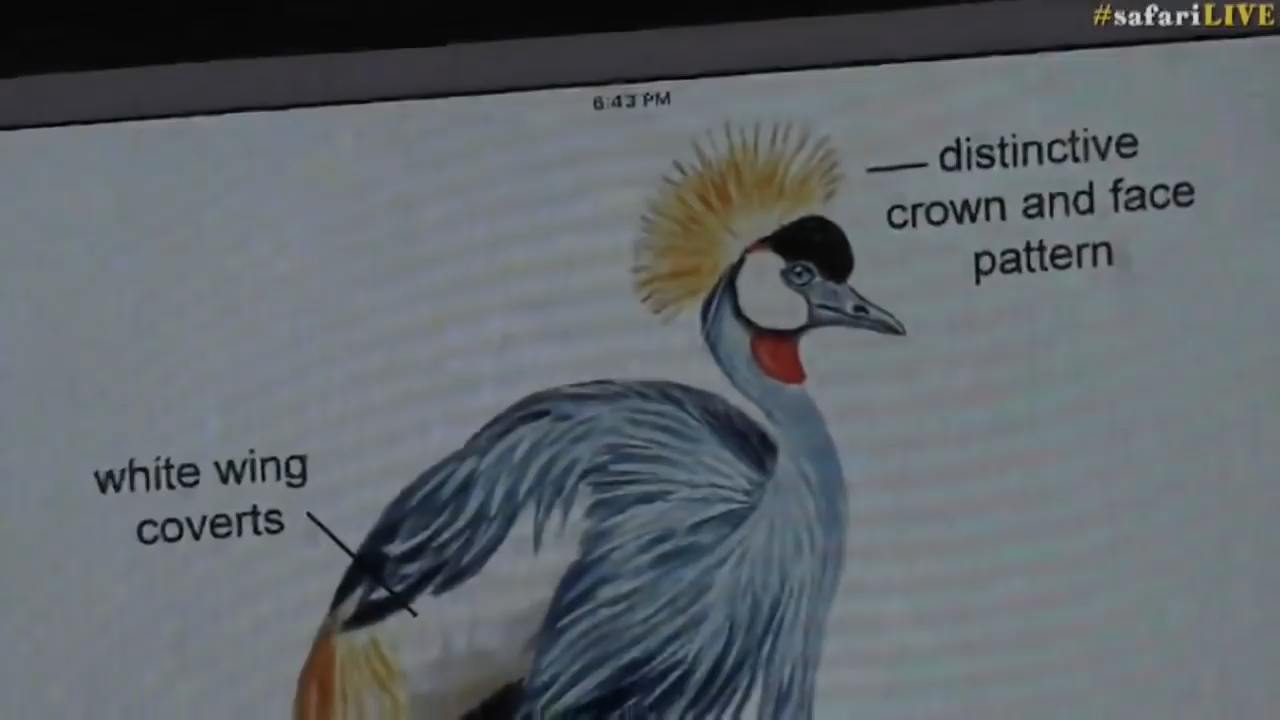 #safariLIVE
6:43 PM
distinctive
crown and face
pattern
white wing
coverts